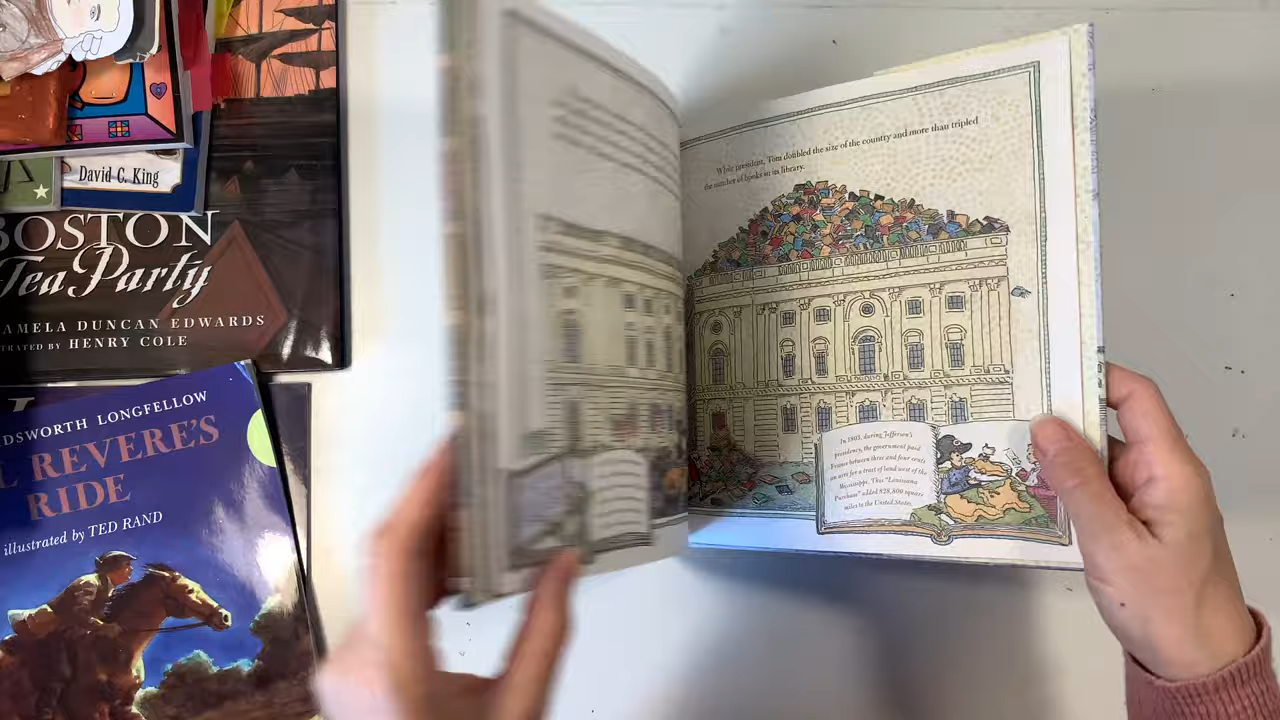 David C. King
BOSTON
Tea Party
AMELA DUNCAN EDWARDS
TRATED BY HENRY COLE
DSWORTH LONGFELLOW
L REVERE'S
RIDE
illustrated by TED RAND
While president, Tom doubled the size of the country and more than tripled
the number of books in its library.
In 1803, during Jefferson's
presidency, the government paid
France between three and four cents
an acre for a tract of land west of the
Mississippi. This "Louisiana
Purchase" added 828,800 square
miles to the United States.